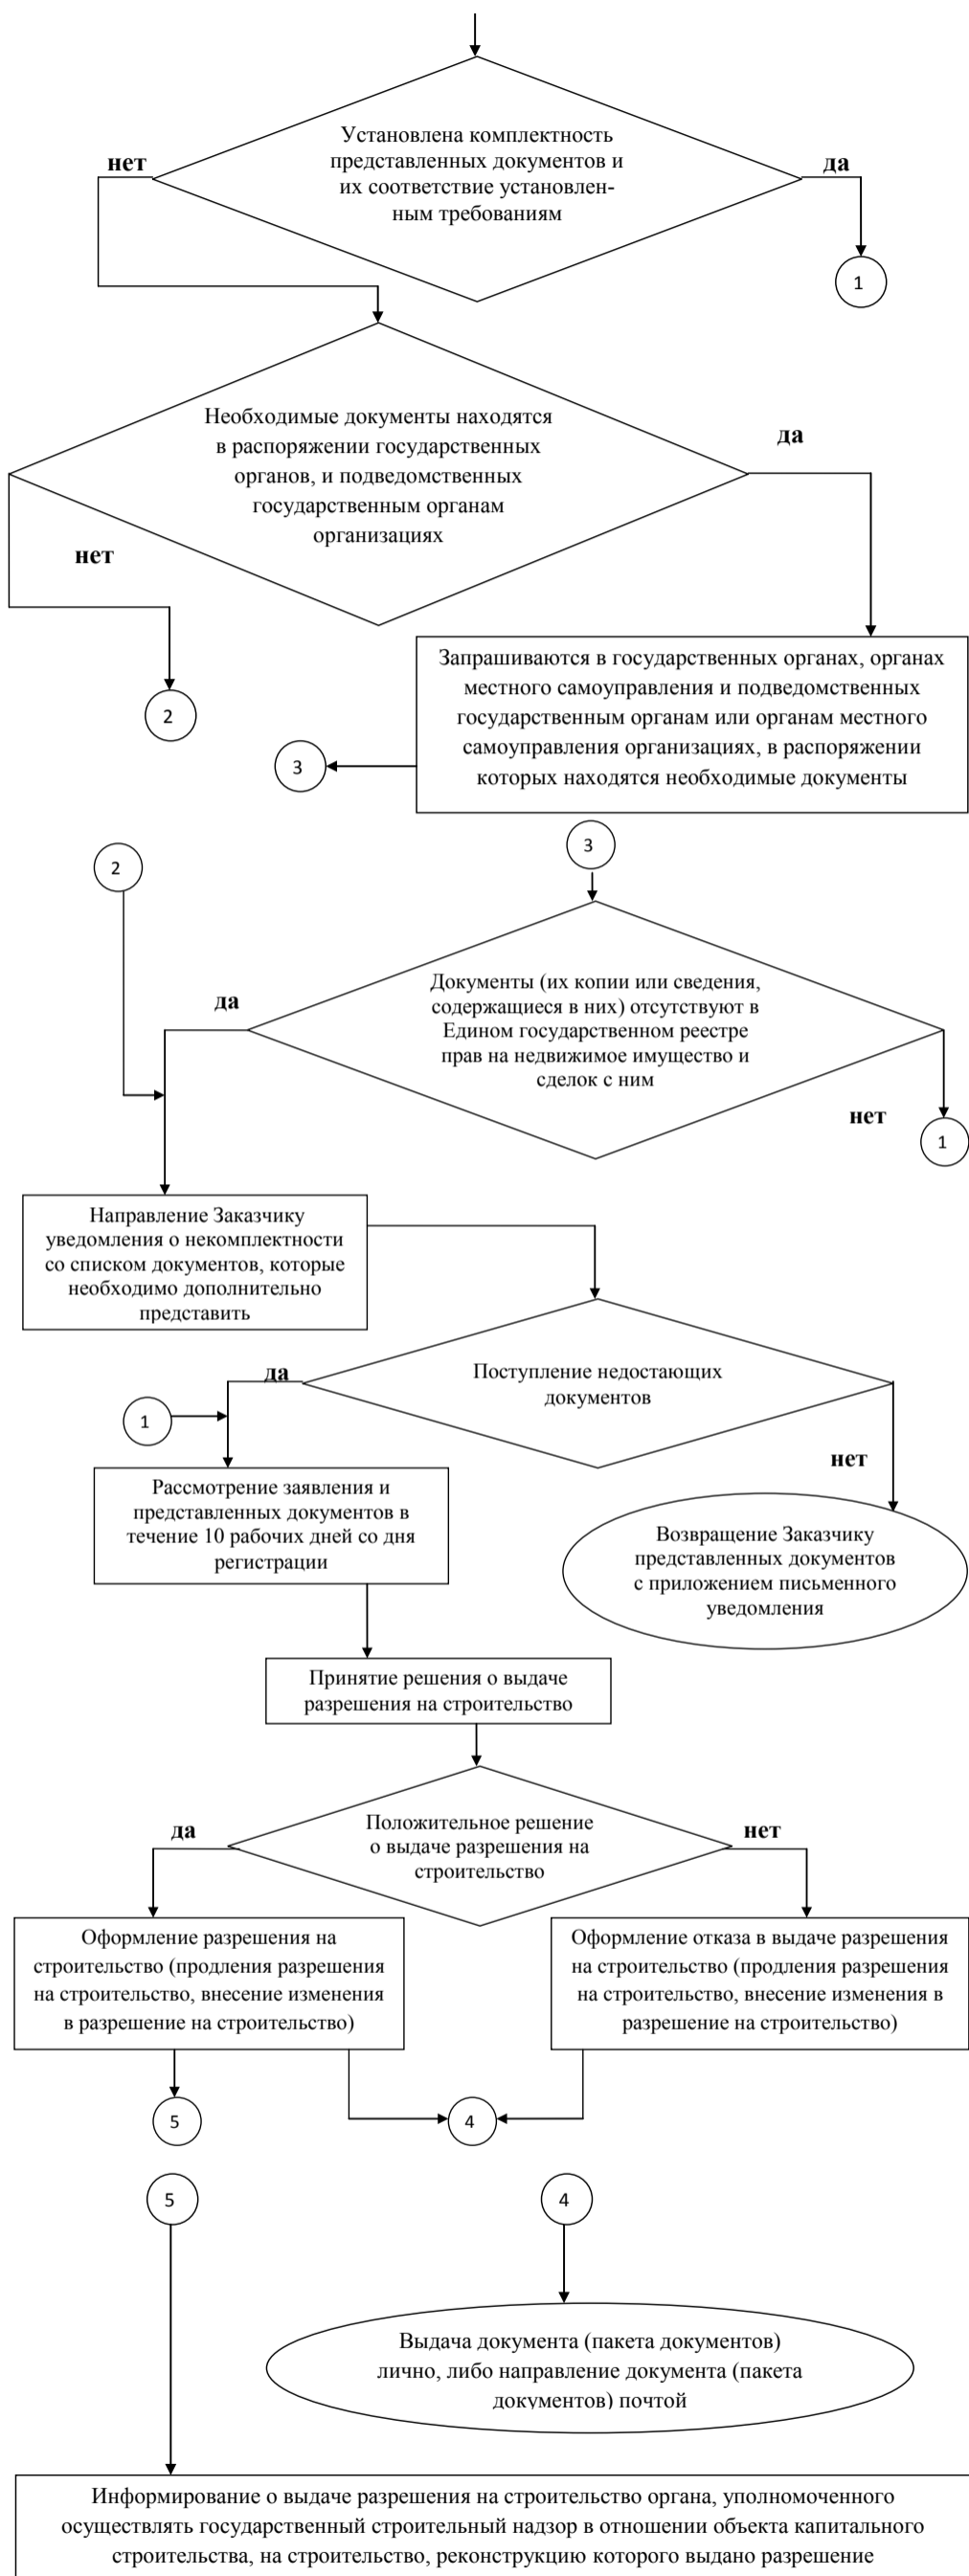 Установлена комплектность
представленных документов и
их соответствие установлен-
ным требованиям
нет
да
1
Необходимые документы находятся
в распоряжении государственных
органов, и подведомственных
государственным органам
организациях
да
нет
2
Запрашиваются в государственных органах, органах
местного самоуправления и подведомственных
государственным органам или органам местного
самоуправления организациях, в распоряжении
которых находятся необходимые документы
3
3
2
Документы (их копии или сведения,
содержащиеся в них) отсутствуют в
Едином государственном реестре
прав на недвижимое имущество и
сделок с ним
да
нет
1
Направление Заказчику
уведомления о некомплектности
со списком документов, которые
необходимо дополнительно
представить
Поступление недостающих
документов
да
1
нет
Рассмотрение заявления и
представленных документов в
течение 10 рабочих дней со дня
регистрации
Возвращение Заказчику
представленных документов
с приложением письменного
уведомления
Принятие решения о выдаче
разрешения на строительство
Положительное решение
о выдаче разрешения на
строительство
да
нет
Оформление разрешения на
строительство (продления разрешения
на строительство, внесение изменения
в разрешение на строительство)
Оформление отказа в выдаче разрешения
на строительство (продления разрешения
на строительство, внесение изменения в
разрешение на строительство)
5
4
5
4
Выдача документа (пакета документов)
лично, либо направление документа (пакета
документов) почтой
Информирование о выдаче разрешения на строительство органа, уполномоченного
осуществлять государственный строительный надзор в отношении объекта капитального
строительства, на строительство, реконструкцию которого выдано разрешение